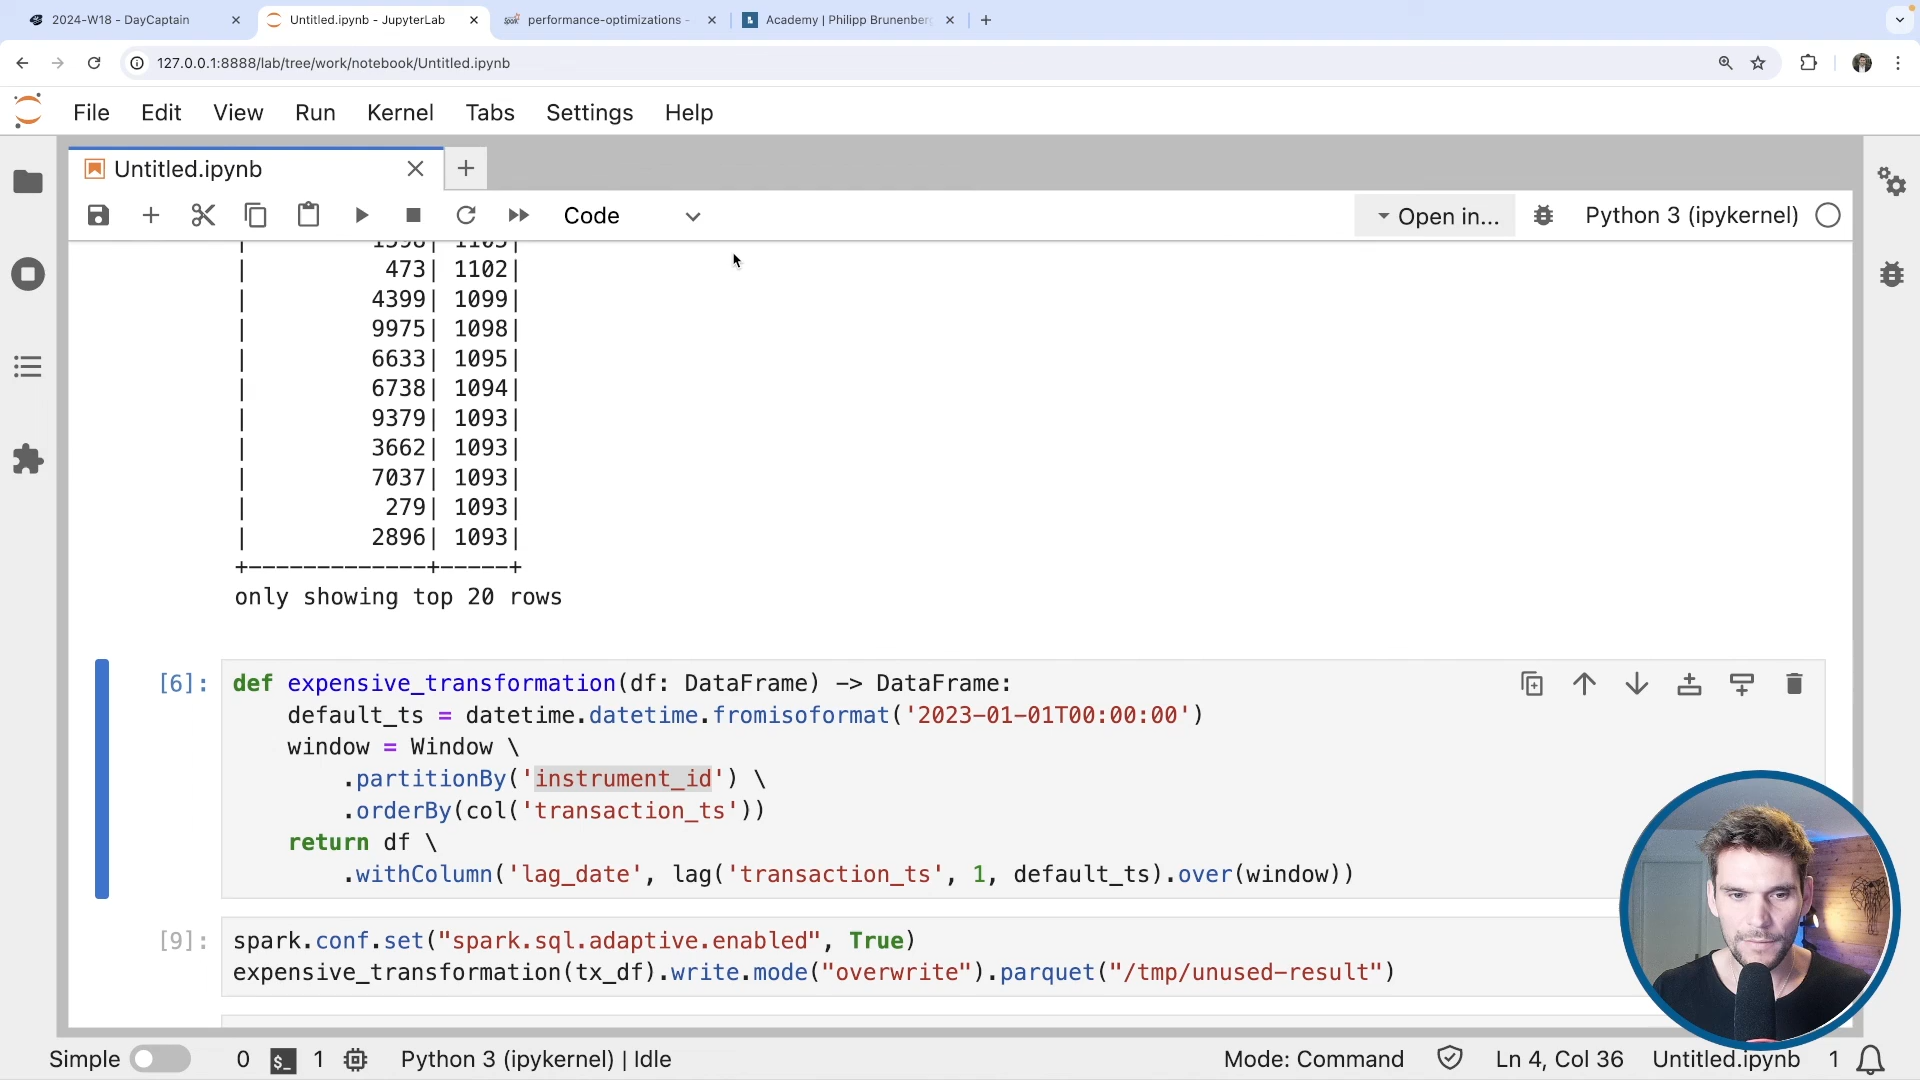 2024-W18 - DayCaptain
Untitled.ipynb - JupyterLab
performance-optimizations -
Academy | Philipp Brunenber
127.0.0.1:8888/lab/tree/work/notebook/Untitled.ipynb
File Edit View Run Kernel Tabs Settings Help
Untitled.ipynb
Code
Open in...
Python 3 (ipykernel)
| 1398| 1103|
| 473| 1102|
| 4399| 1099|
| 9975| 1098|
| 6633| 1095|
| 6738| 1094|
| 9379| 1093|
| 3662| 1093|
| 7037| 1093|
| 279| 1093|
| 2896| 1093|
+-------------+-----+
only showing top 20 rows
[6]:
def expensive_transformation(df: DataFrame) -> DataFrame:
default_ts = datetime.datetime.fromisoformat('2023-01-01T00:00:00')
window = Window \
.partitionBy('instrument_id') \
.orderBy(col('transaction_ts'))
return df \
.withColumn('lag_date', lag('transaction_ts', 1, default_ts).over(window))
[9]:
spark.conf.set("spark.sql.adaptive.enabled", True)
expensive_transformation(tx_df).write.mode("overwrite").parquet("/tmp/unused-result")
Simple 0 $_ 1 Python 3 (ipykernel) | Idle Mode: Command Ln 4, Col 36 Untitled.ipynb 1